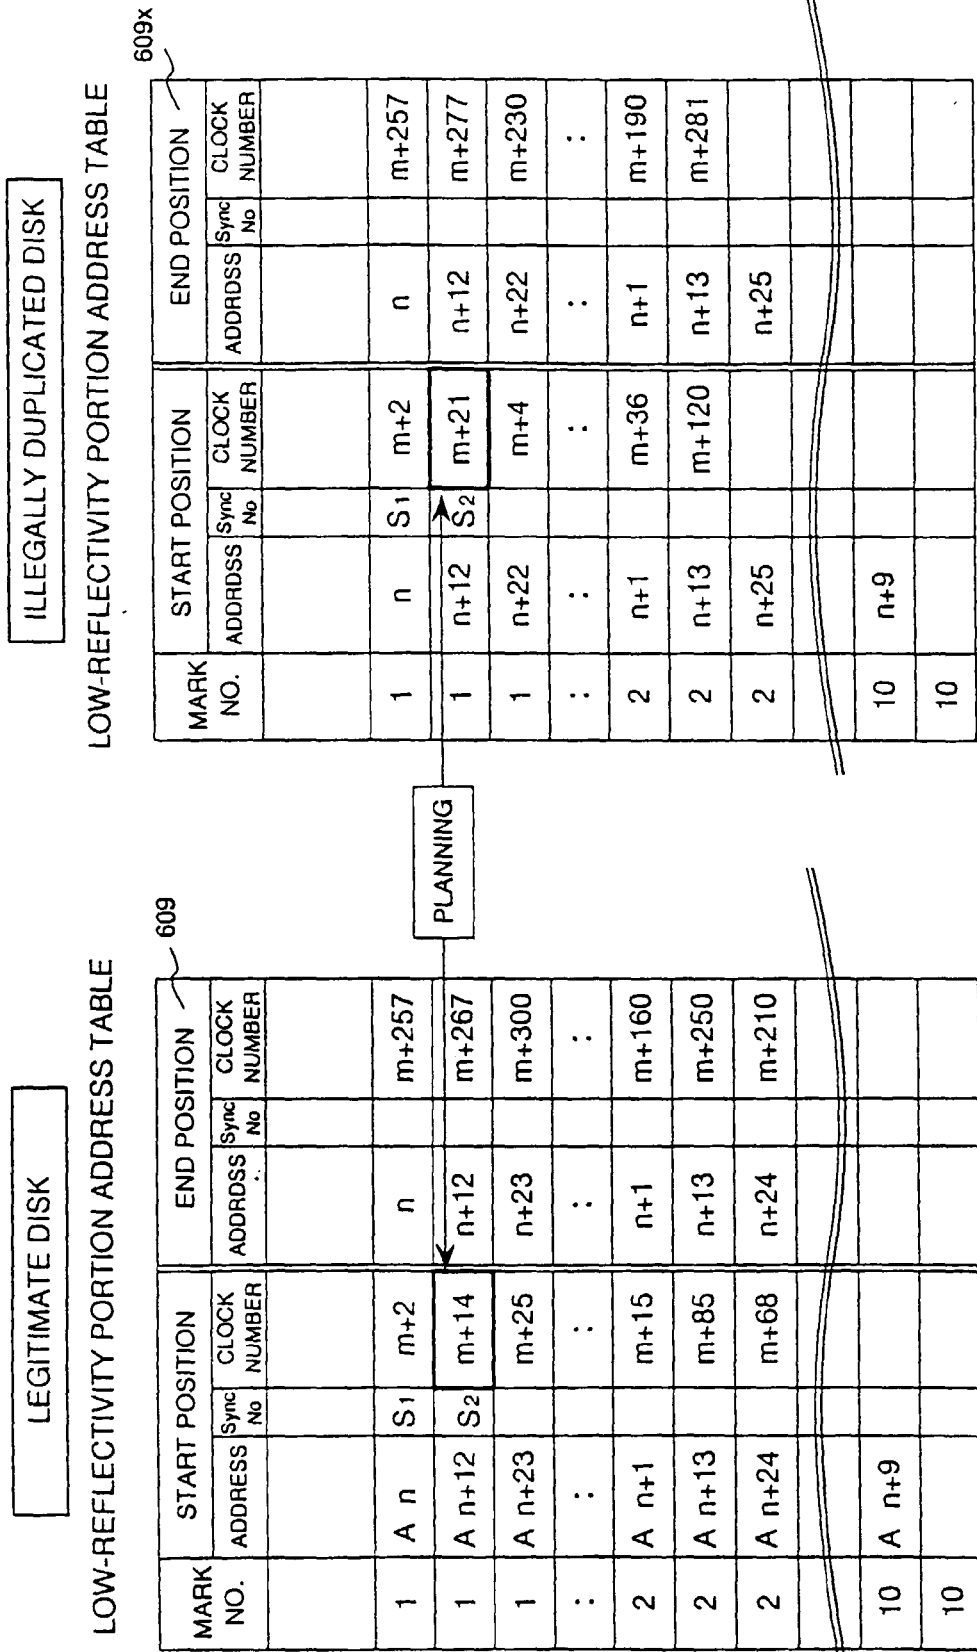 LEGITIMATE DISK
LOW-REFLECTIVITY PORTION ADDRESS TABLE
609
MARK NO. START POSITION END POSITION
ADDRESS Sync No CLOCK NUMBER ADDRDSS Sync No CLOCK NUMBER
1 A n S1 m+2 n m+257
1 A n+12 S2 m+14 n+12 m+267
1 A n+23 m+25 n+23 m+300
: : : : :
2 A n+1 m+15 n+1 m+160
2 A n+13 m+85 n+13 m+250
2 A n+24 m+68 n+24 m+210
10 A n+9
10
PLANNING
ILLEGALLY DUPLICATED DISK
LOW-REFLECTIVITY PORTION ADDRESS TABLE
609x
MARK NO. START POSITION END POSITION
ADDRDSS Sync No CLOCK NUMBER ADDRDSS Sync No CLOCK NUMBER
1 n S1 m+2 n m+257
1 n+12 S2 m+21 n+12 m+277
1 n+22 m+4 n+22 m+230
: : : : :
2 n+1 m+36 n+1 m+190
2 n+13 m+120 n+13 m+281
2 n+25 n+25
10 n+9
10